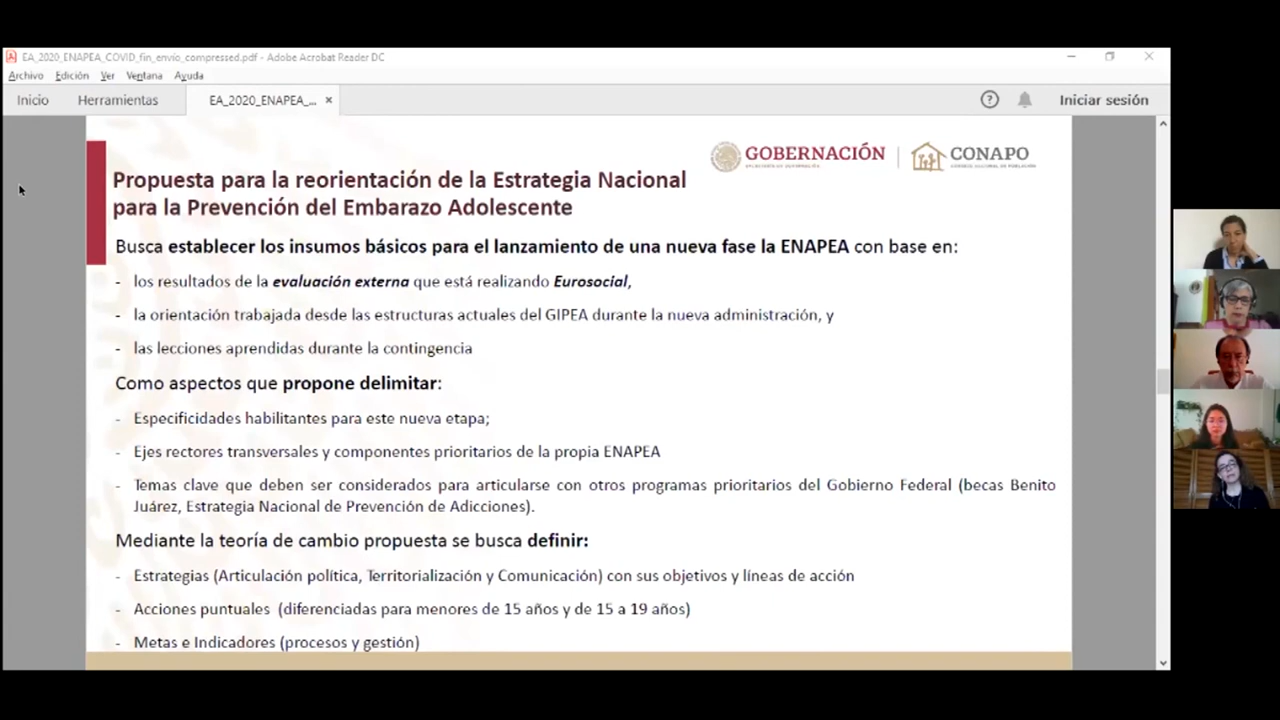 EA_2020_ENAPEA_COVID_fin_envío_compressed.pdf - Adobe Acrobat Reader DC
Archivo Edición Ver Ventana Ayuda
Inicio Herramientas EA_2020_ENAPEA_... × Iniciar sesión
GOBERNACIÓN CONAPO
Propuesta para la reorientación de la Estrategia Nacional
para la Prevención del Embarazo Adolescente
Busca establecer los insumos básicos para el lanzamiento de una nueva fase la ENAPEA con base en:
- los resultados de la evaluación externa que está realizando Eurosocial,
- la orientación trabajada desde las estructuras actuales del GIPEA durante la nueva administración, y
- las lecciones aprendidas durante la contingencia
Como aspectos que propone delimitar:
- Especificidades habilitantes para este nueva etapa;
- Ejes rectores transversales y componentes prioritarios de la propia ENAPEA
- Temas clave que deben ser considerados para articularse con otros programas prioritarios del Gobierno Federal (becas Benito
Juárez, Estrategia Nacional de Prevención de Adicciones).
Mediante la teoría de cambio propuesta se busca definir:
- Estrategias (Articulación política, Territorialización y Comunicación) con sus objetivos y líneas de acción
- Acciones puntuales (diferenciadas para menores de 15 años y de 15 a 19 años)
- Metas e Indicadores (procesos y gestión)